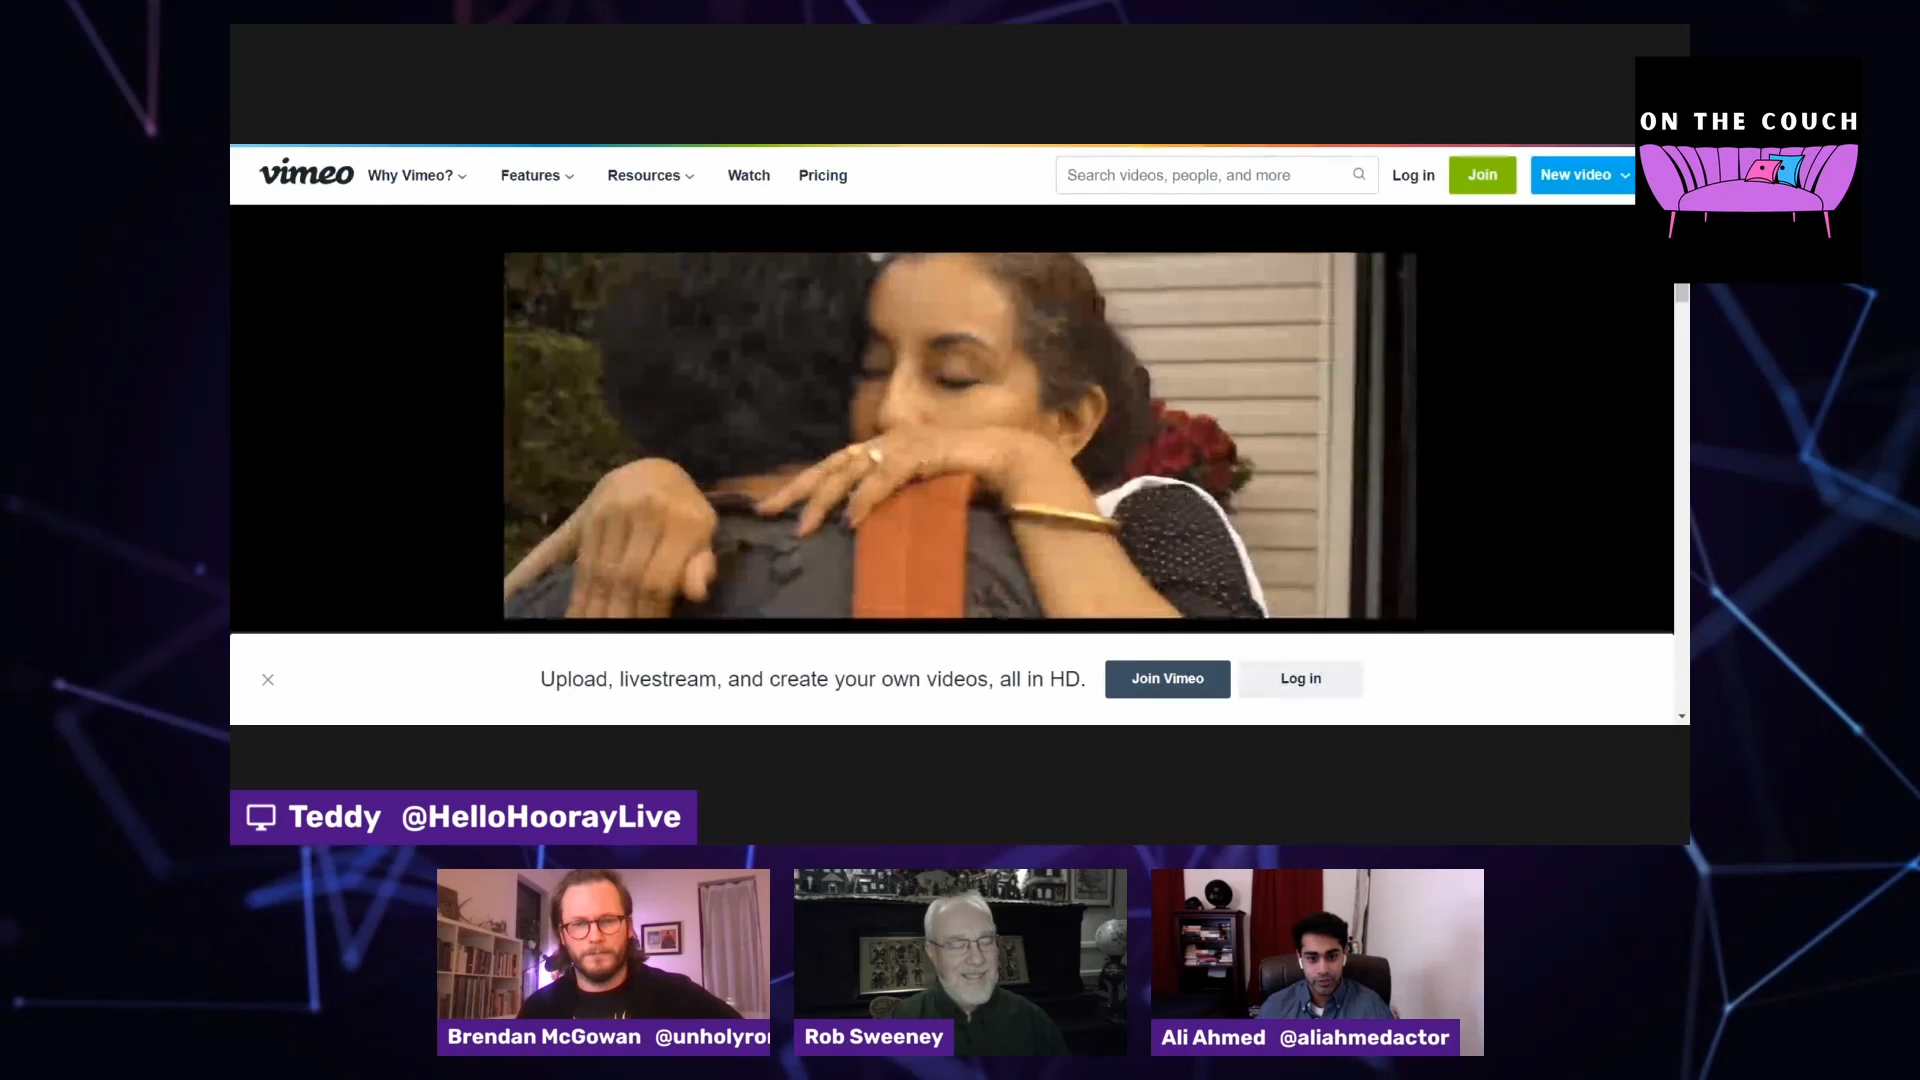 ON THE COUCH
vimeo Why Vimeo? Features Resources Watch Pricing Search videos, people, and more Log in Join New video
Upload, livestream, and create your own videos, all in HD. Join Vimeo Log in
Teddy @HelloHoorayLive
Brendan McGowan @unholyro
Rob Sweeney
Ali Ahmed @aliahmedactor